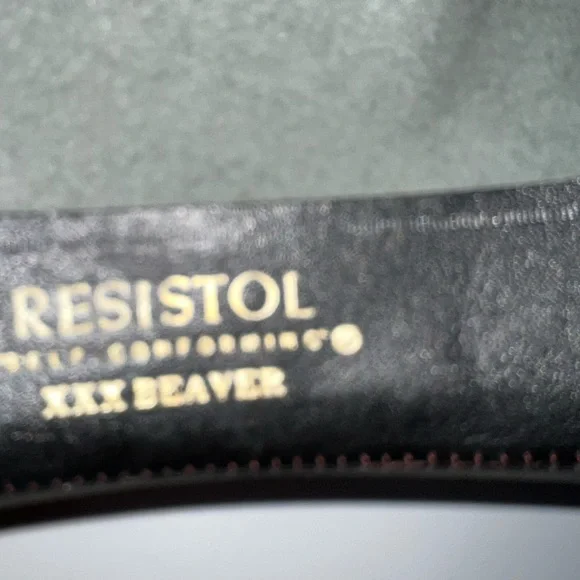 RESISTOL
SELF CONFORMING®
XXX BEAVER